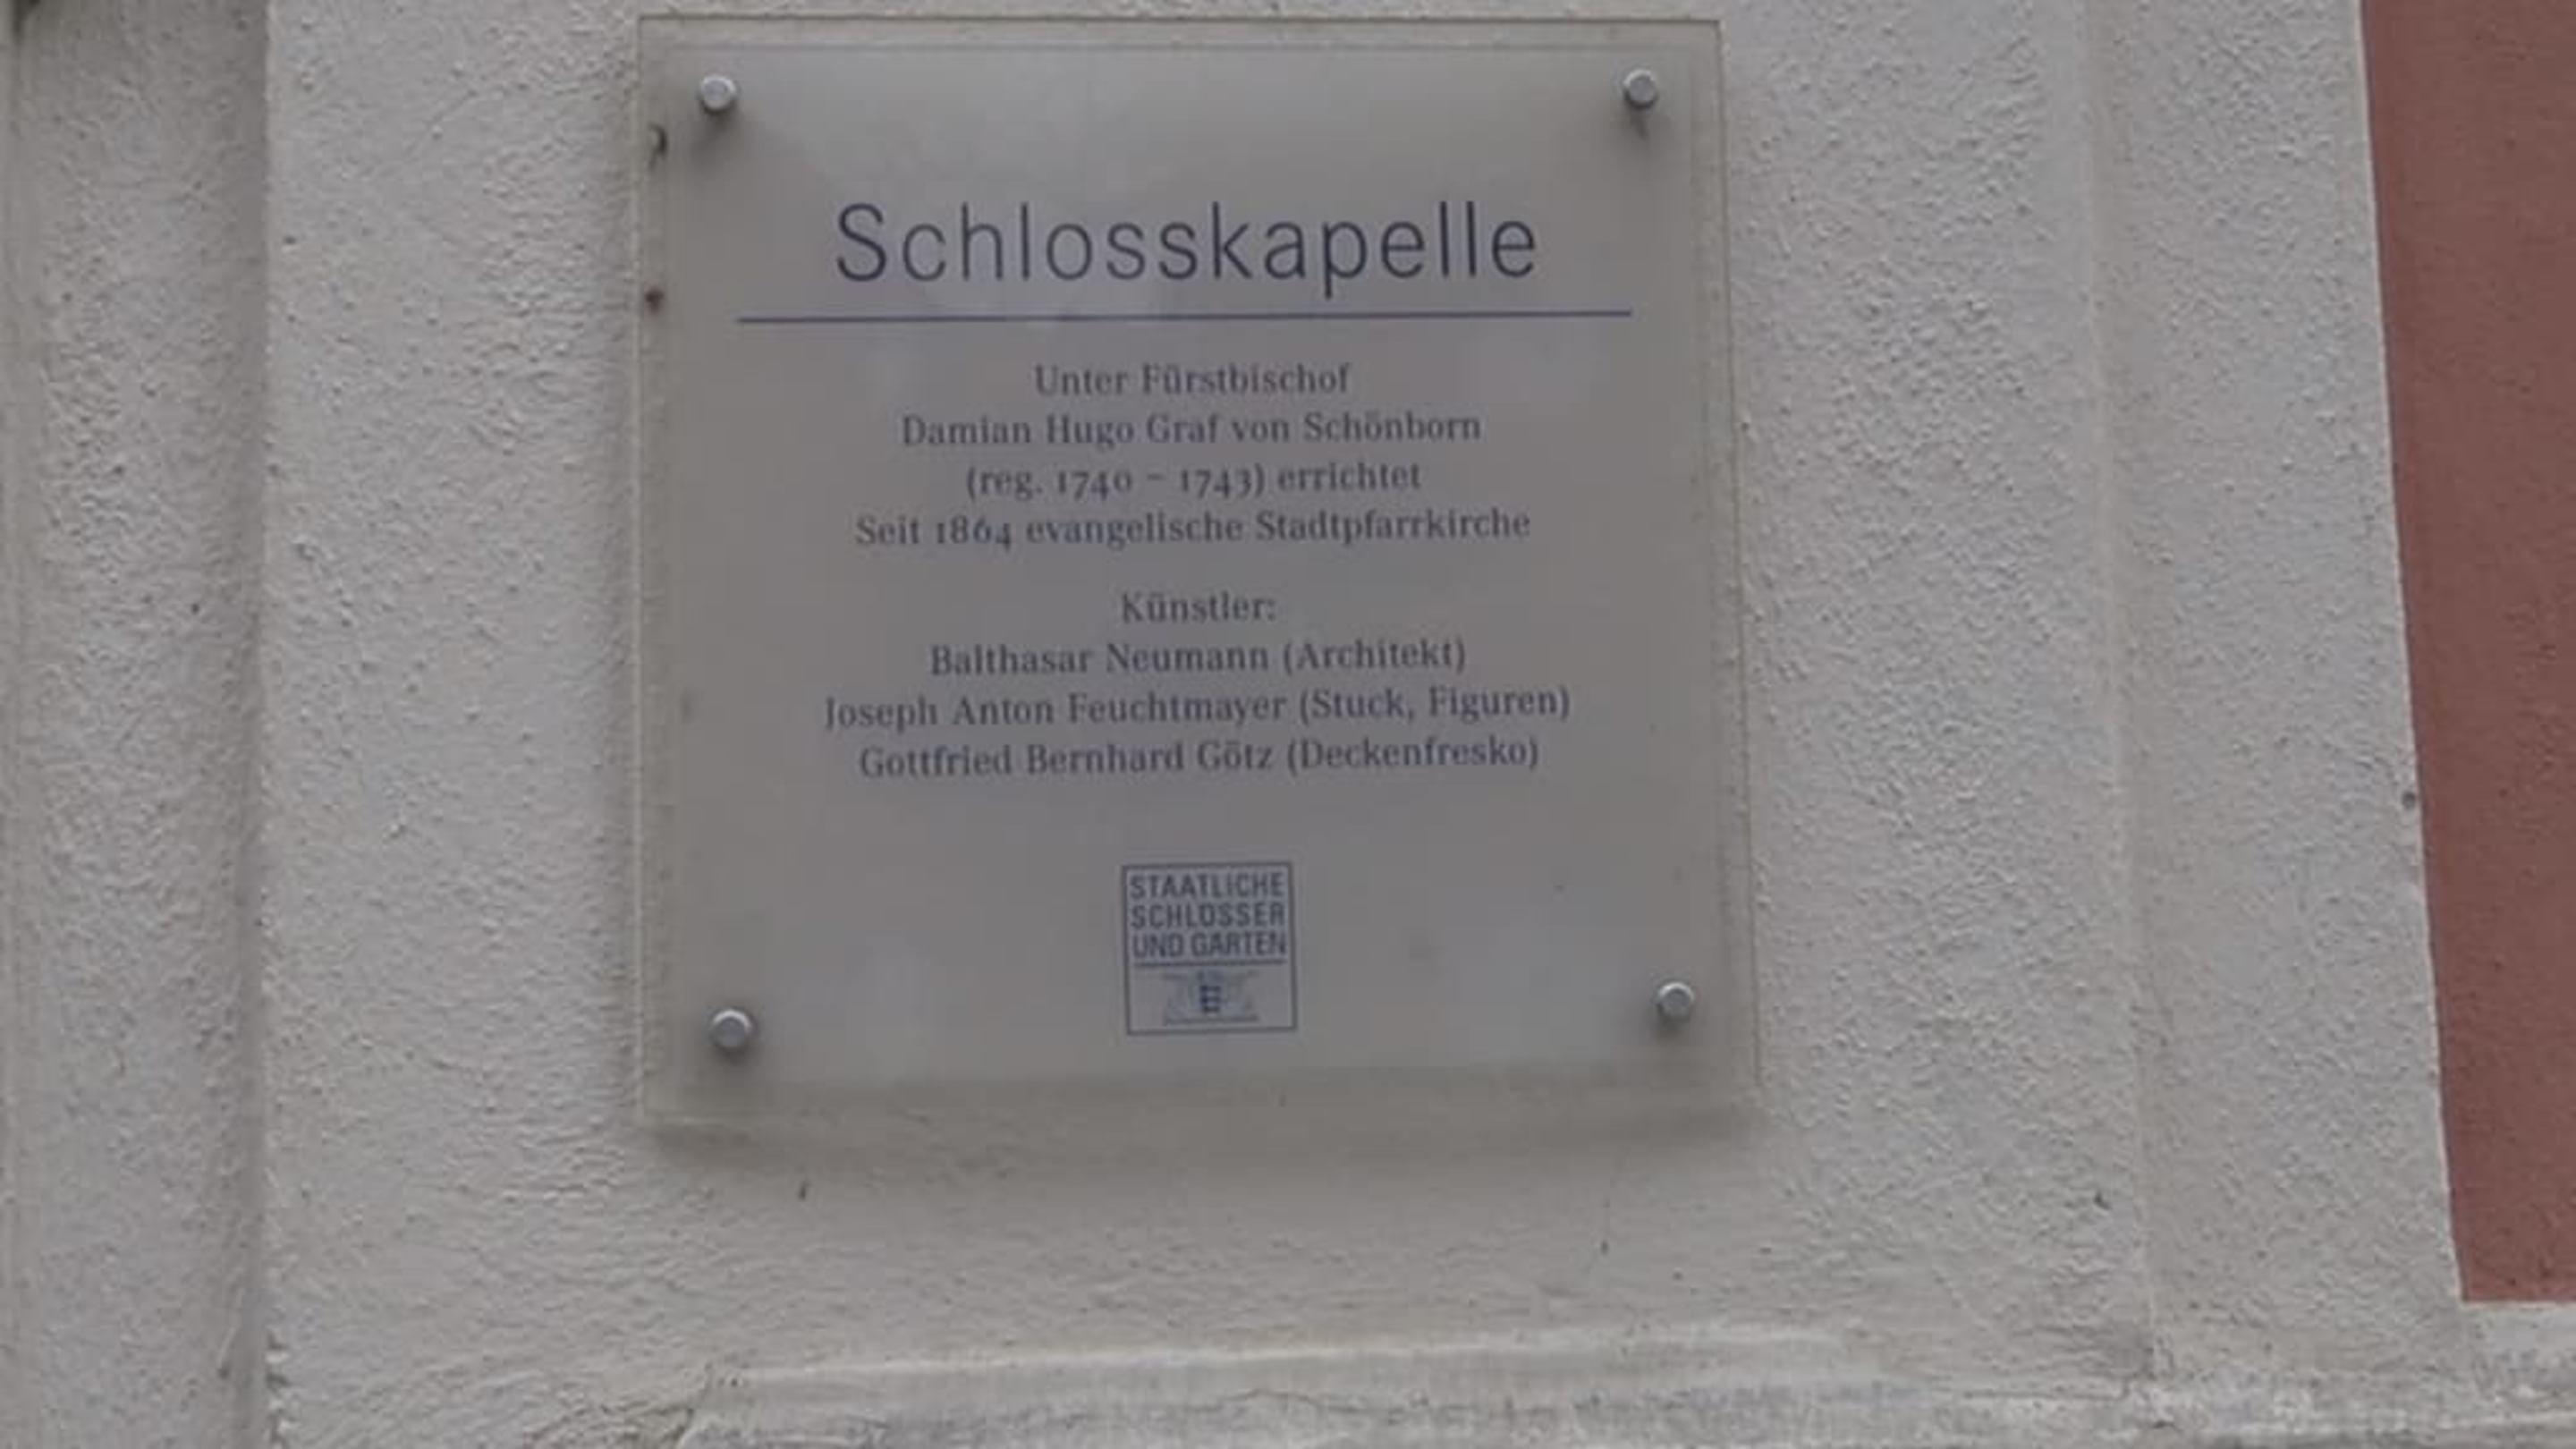 Schlosskapelle
Unter Fürstbischof
Damian Hugo Graf von Schönborn
(reg. 1740 – 1743) errichtet
Seit 1864 evangelische Stadtpfarrkirche
Künstler:
Balthasar Neumann (Architekt)
Joseph Anton Feuchtmayer (Stuck, Figuren)
Gottfried Bernhard Götz (Deckenfresko)
STAATLICHE
SCHLÖSSER
UND GÄRTEN